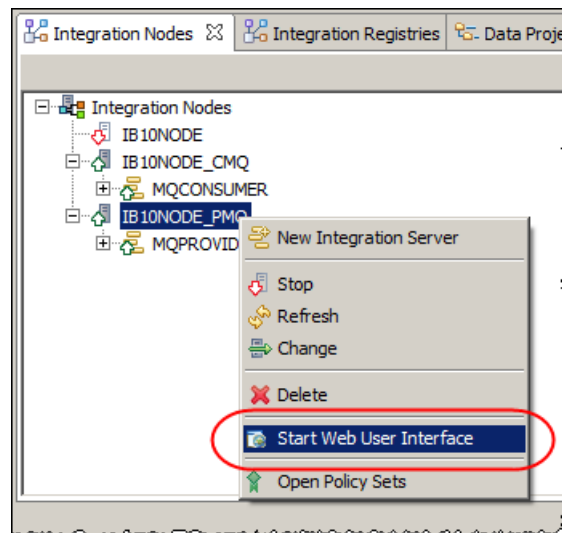 Integration Nodes Integration Registries Data Proje
Integration Nodes
IB10NODE
IB10NODE_CMQ
MQCONSUMER
IB10NODE_PMQ
MQPROVID
New Integration Server
Stop
Refresh
Change
Delete
Start Web User Interface
Open Policy Sets